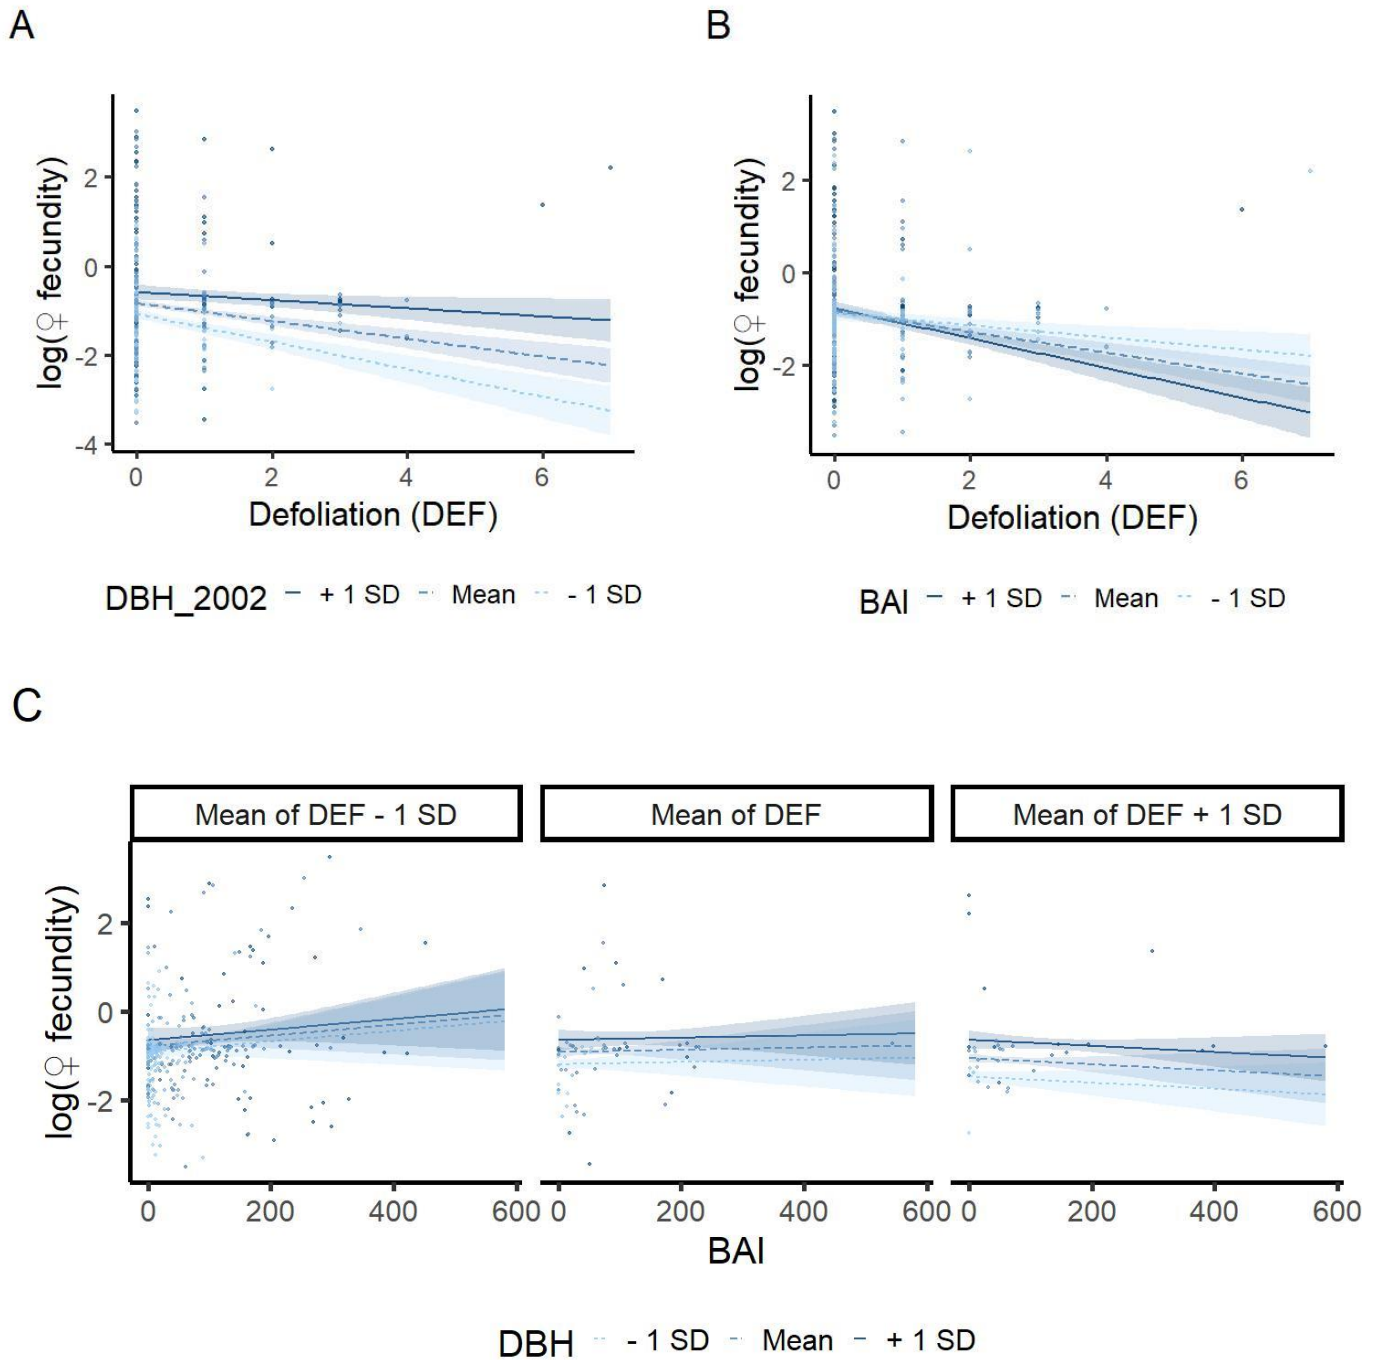 A
B
log(♀ fecundity)
2
0
-2
-4
0 2 4 6
Defoliation (DEF)
DBH_2002 + 1 SD Mean - 1 SD
log(♀ fecundity)
2
0
-2
0 2 4 6
Defoliation (DEF)
BAI + 1 SD Mean - 1 SD
C
Mean of DEF - 1 SD
Mean of DEF
Mean of DEF + 1 SD
log(♀ fecundity)
2
0
-2
0 200 400 600
0 200 400 600
0 200 400 600
BAI
DBH - 1 SD Mean + 1 SD